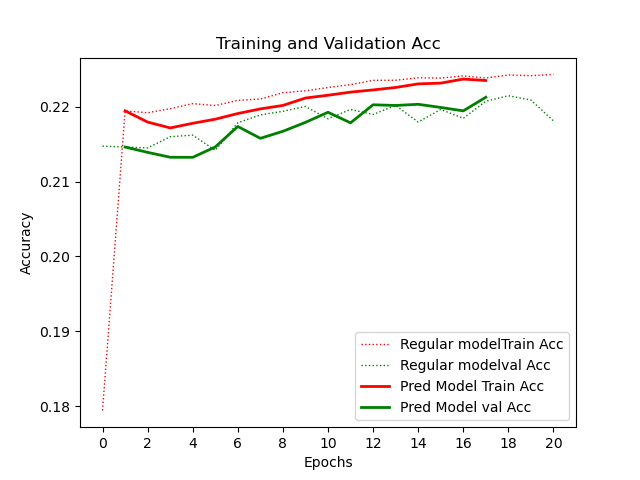 Training and Validation Acc
0.22
0.21
0.20
0.19
0.18
Accuracy
Regular modelTrain Acc
Regular modelval Acc
Pred Model Train Acc
Pred Model val Acc
0 2 4 6 8 10 12 14 16 18 20
Epochs